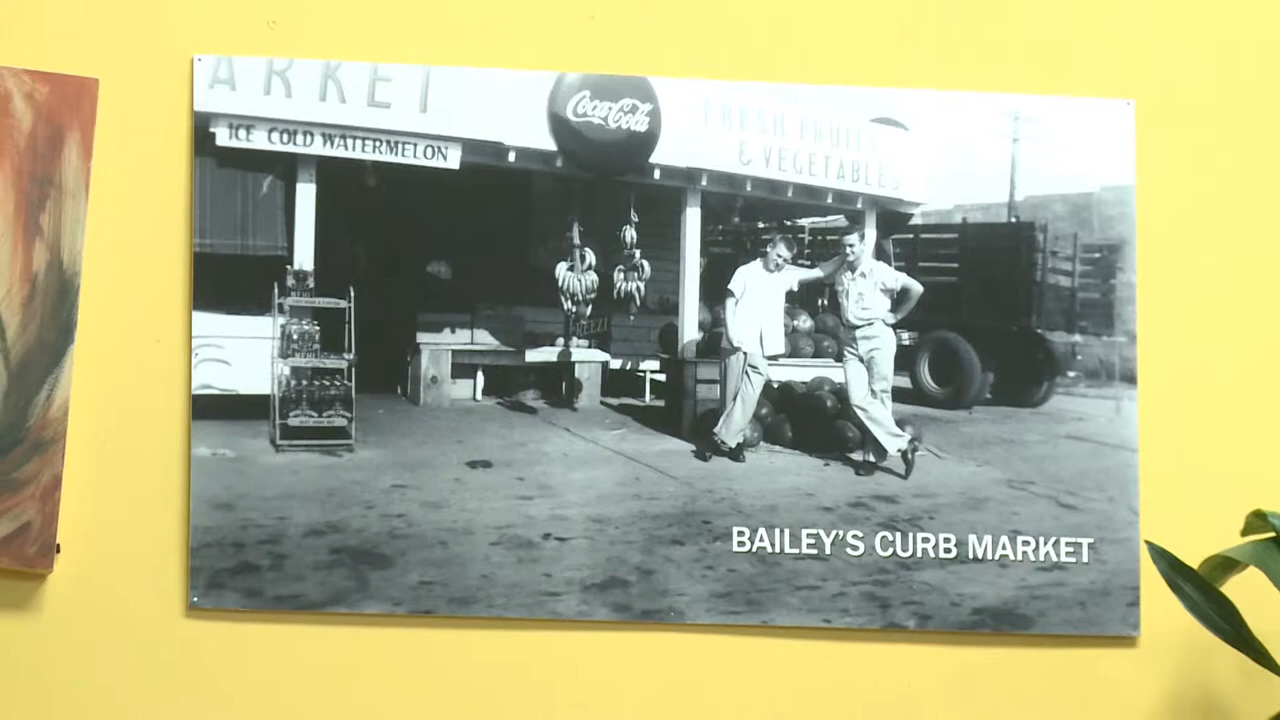 ARKET
Coca-Cola
FRESH FRUITS
& VEGETABLES
ICE COLD WATERMELON
BAILEY'S CURB MARKET